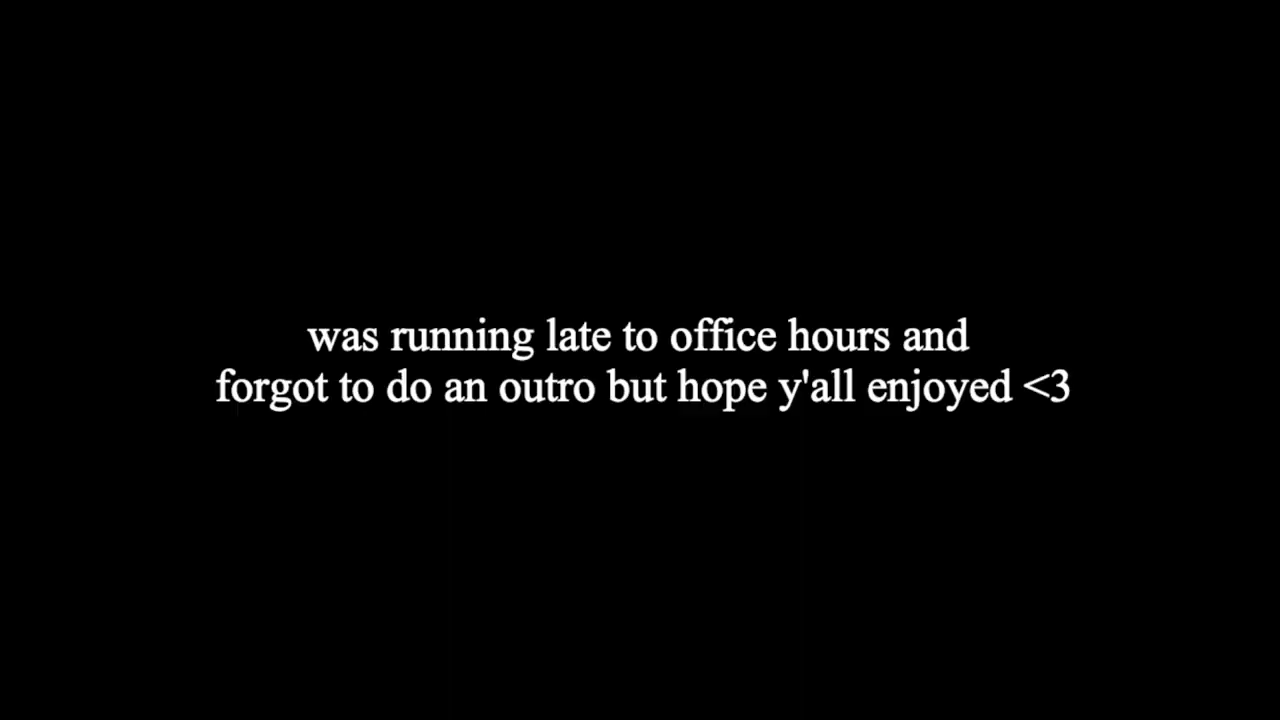 was running late to office hours and
forgot to do an outro but hope y'all enjoyed <3